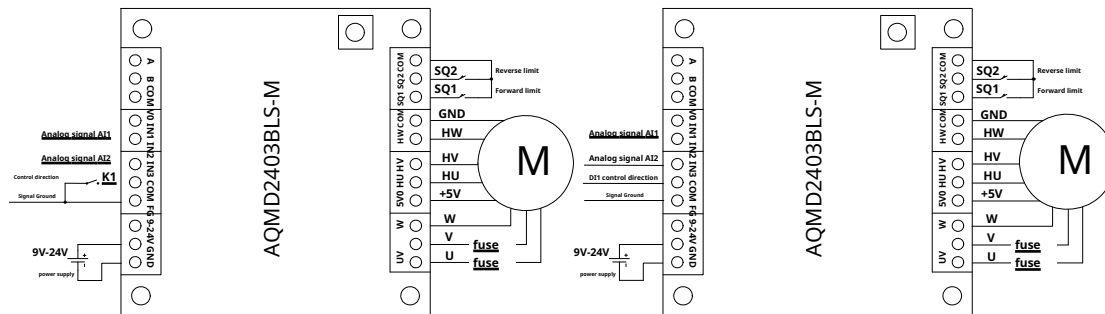 A
B
COM
V0
IN1
IN2
IN3
COM
FG
9-24V
GND
Analog signal AI1
Analog signal AI2
Control direction
K1
Signal Ground
9V-24V
power supply
AQMD2403BLS-M
COM
SQ2
SQ1
COM
HW
HV
HU
5V0
W
UV
SQ2
Reverse limit
SQ1
Forward limit
GND
HW
HV
HU
+5V
W
V
fuse
U
fuse
M
A
B
COM
V0
IN1
IN2
IN3
COM
FG
9-24V
GND
Analog signal AI1
Analog signal AI2
DI1 control direction
Signal Ground
9V-24V
power supply
AQMD2403BLS-M
COM
SQ2
SQ1
COM
HW
HV
HU
5V0
W
UV
SQ2
Reverse limit
SQ1
Forward limit
GND
HW
HV
HU
+5V
W
V
fuse
U
fuse
M